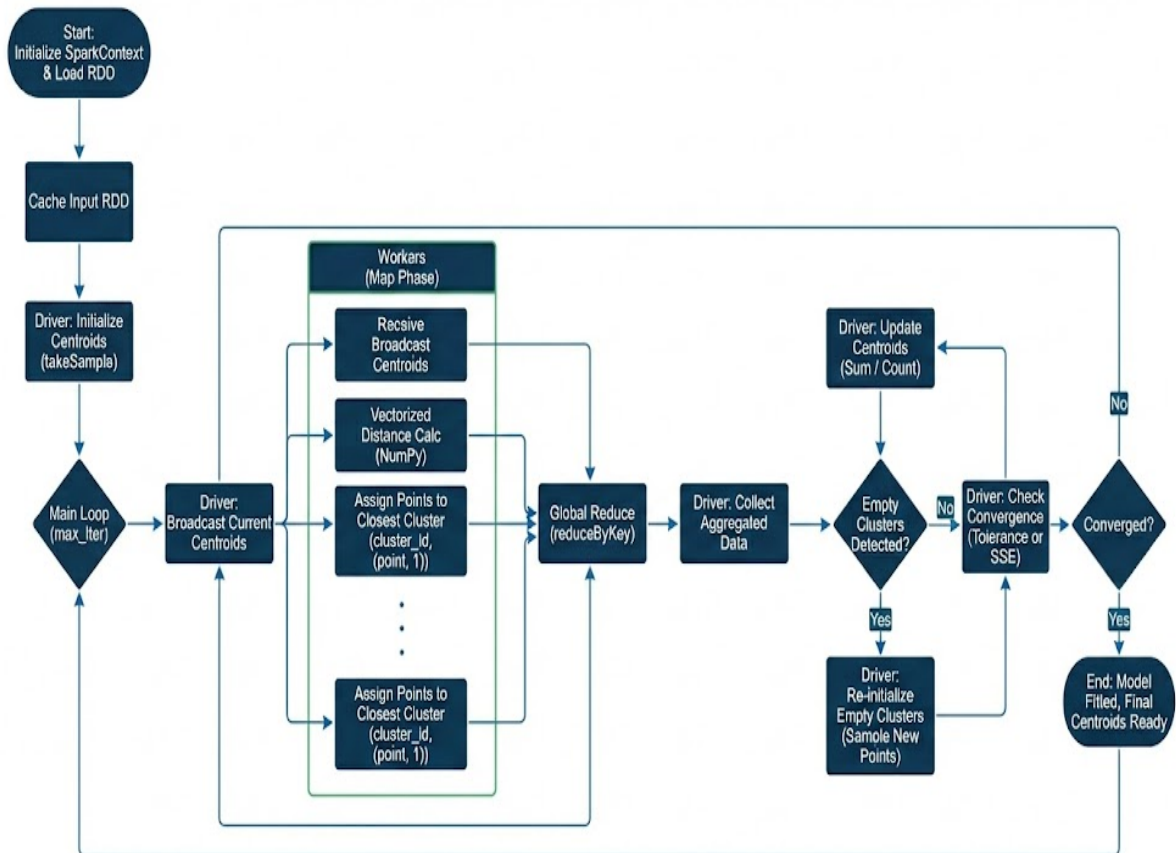 Start:
Initialize SparkContext
& Load RDD
Cache Input RDD
Driver: Initialize
Centroids
(takeSample)
Main Loop
(max_Iter)
Driver:
Broadcast Current
Centroids
Workers
(Map Phase)
Recsive
Broadcast
Centroids
Vectorized
Distance Calc
(NumPy)
Assign Points to
Closest Cluster
(cluster_id,
(point, 1))
Assign Points to
Closest Cluster
(cluster_id,
(point, 1))
Global Reduce
(reduceByKey)
Driver: Collect
Aggregated
Data
Driver: Update
Centroids
(Sum / Count)
Empty
Clusters
Detected?
No
Yes
Driver:
Re-initialize
Empty Clusters
(Samole New
Points)
Driver: Check
Convergence
(Tolerance or
SSE)
No
Converged?
Yes
End: Model
Fitled, Final
Centroids Ready